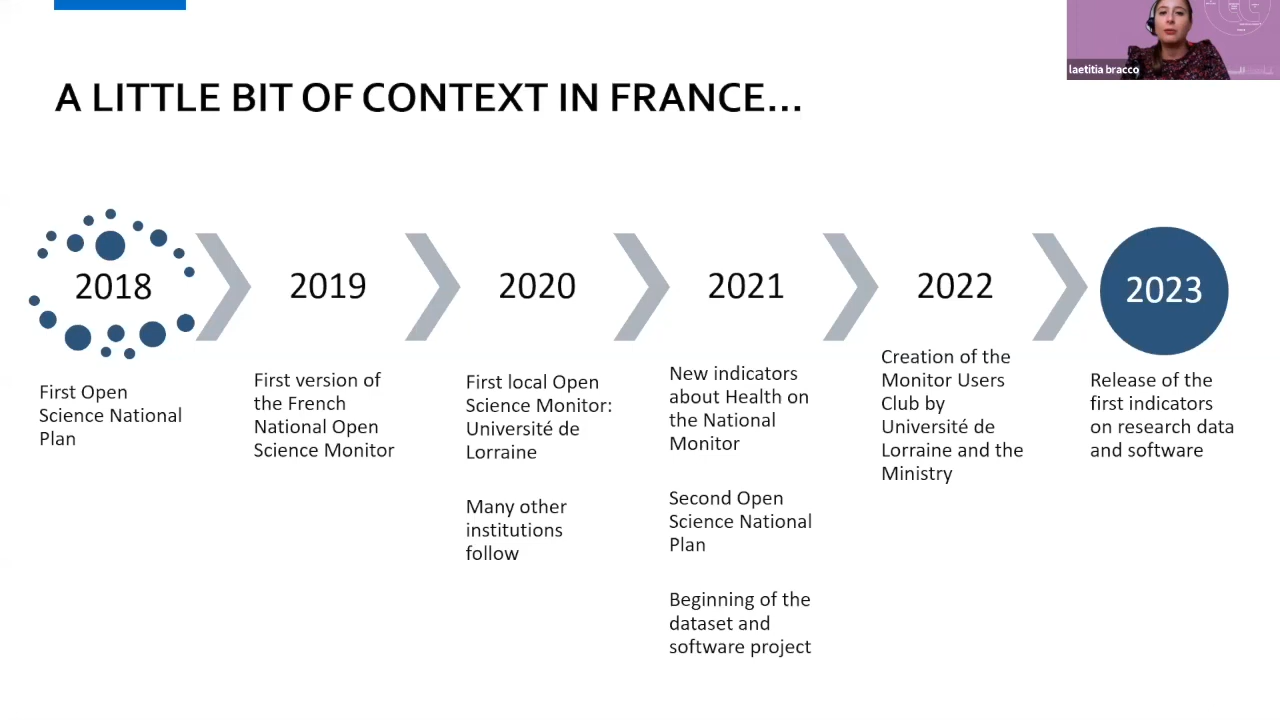 laetitia bracco
A LITTLE BIT OF CONTEXT IN FRANCE...
2018
First Open
Science National
Plan
2019
First version of
the French
National Open
Science Monitor
2020
First local Open
Science Monitor:
Université de
Lorraine
Many other
institutions
follow
2021
New indicators
about Health on
the National
Monitor
Second Open
Science National
Plan
Beginning of the
dataset and
software project
2022
Creation of the
Monitor Users
Club by
Université de
Lorraine and the
Ministry
2023
Release of the
first indicators
on research data
and software